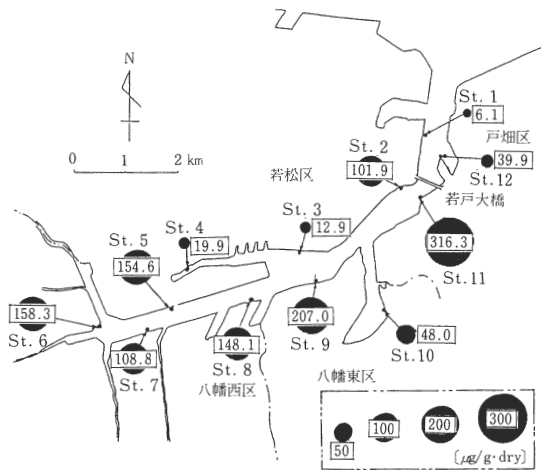 N
0 1 2 km
St. 1
6.1
戸畑区
St. 2
101.9
39.9
St. 12
若松区
若戸大橋
St. 3
12.9
St. 4
19.9
316.3
St. 11
St. 5
154.6
158.3
St. 6
207.0
St. 9
48.0
St. 10
108.8
St. 7
148.1
St. 8
八幡西区
八幡東区
50
100
200
300
〔μg/g·dry〕